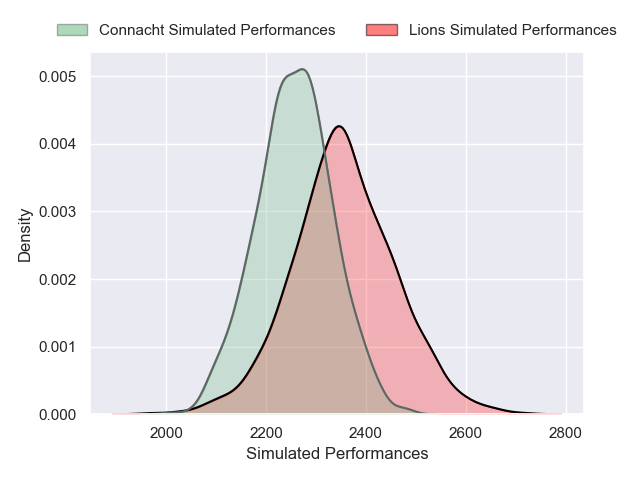 Connacht Simulated Performances Lions Simulated Performances
0.005
0.004
0.003
0.002
0.001
0.000
Density
2000 2200 2400 2600 2800
Simulated Performances